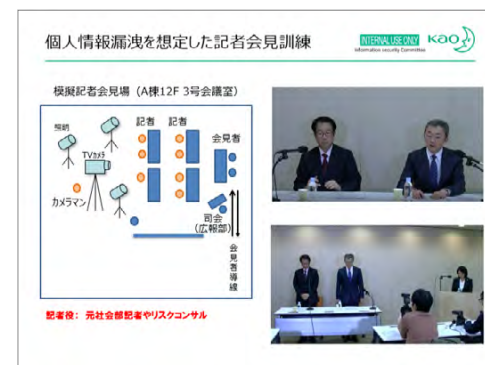 個人情報漏洩を想定した記者会見訓練
INTERNAL USE ONLY
Information security Committee
Kao
模擬記者会見場（A棟12F 3号会議室）
照明
記者 記者
会見者
TVカメラ
カメラマン
司会
(広報部)
会見者導線
記者役： 元社会部記者やリスクコンサル